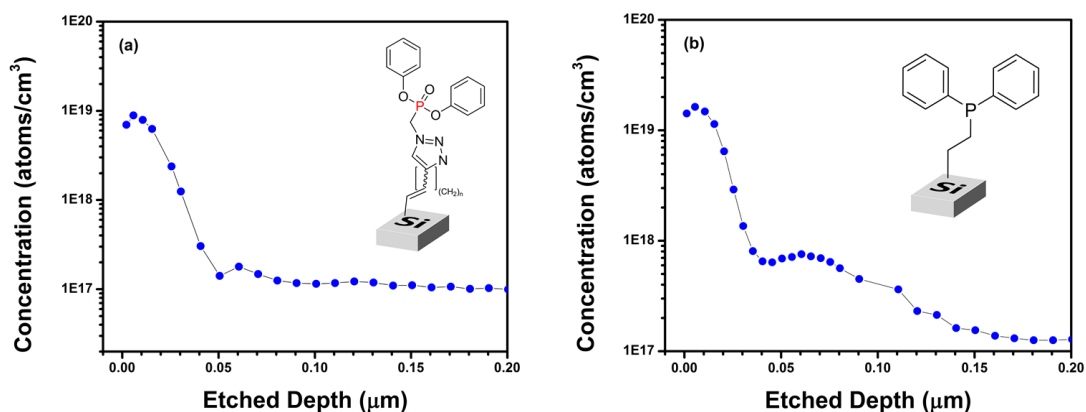 (a)
1E20
1E19
1E18
1E17
Concentration (atoms/cm³)
0.00 0.05 0.10 0.15 0.20
Etched Depth (μm)
O
O P O
N N
N
(CH₂)n
Si
(b)
1E20
1E19
1E18
1E17
Concentration (atoms/cm³)
0.00 0.05 0.10 0.15 0.20
Etched Depth (μm)
P
Si